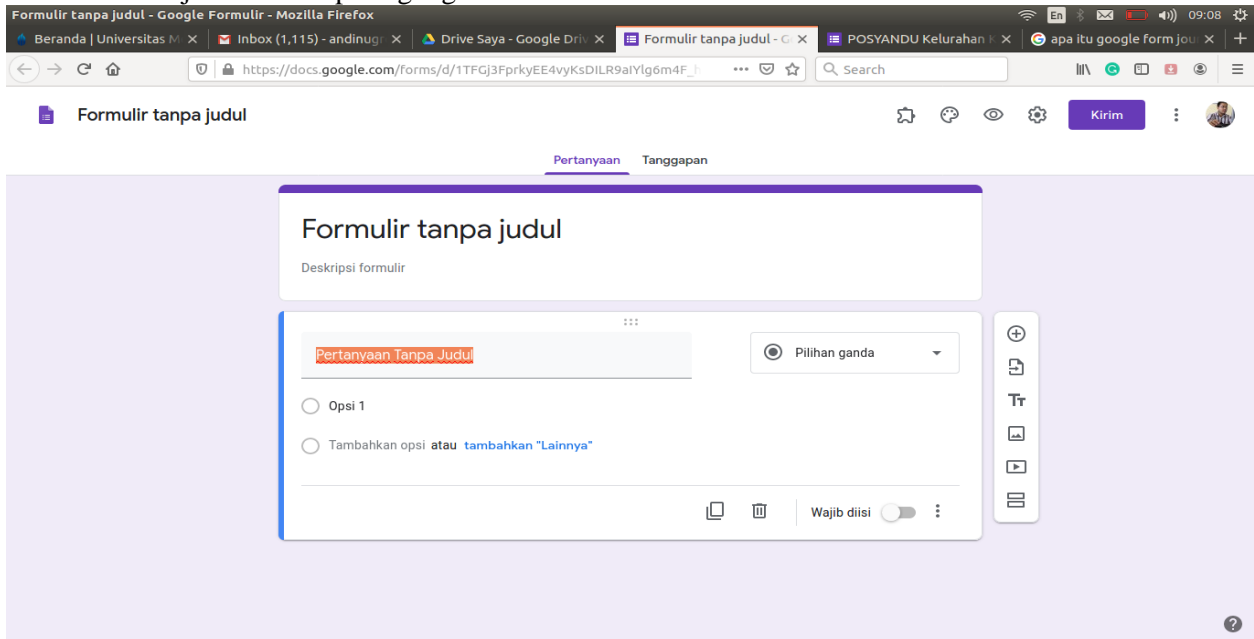 Formulir tanpa judul - Google Formulir - Mozilla Firefox
En
09:08
Beranda | Universitas M
Inbox (1,115) - andinugr
Drive Saya - Google Driv
Formulir tanpa judul - G
POSYANDU Kelurahan K
apa itu google form jour
https://docs.google.com/forms/d/1TFGj3FprkyEE4vyKsDILR9aIYlg6m4F_
Search
Formulir tanpa judul
Kirim
Pertanyaan
Tanggapan
Formulir tanpa judul
Deskripsi formulir
Pertanyaan Tanpa Judul
Pilihan ganda
Opsi 1
Tambahkan opsi atau tambahkan "Lainnya"
Wajib diisi